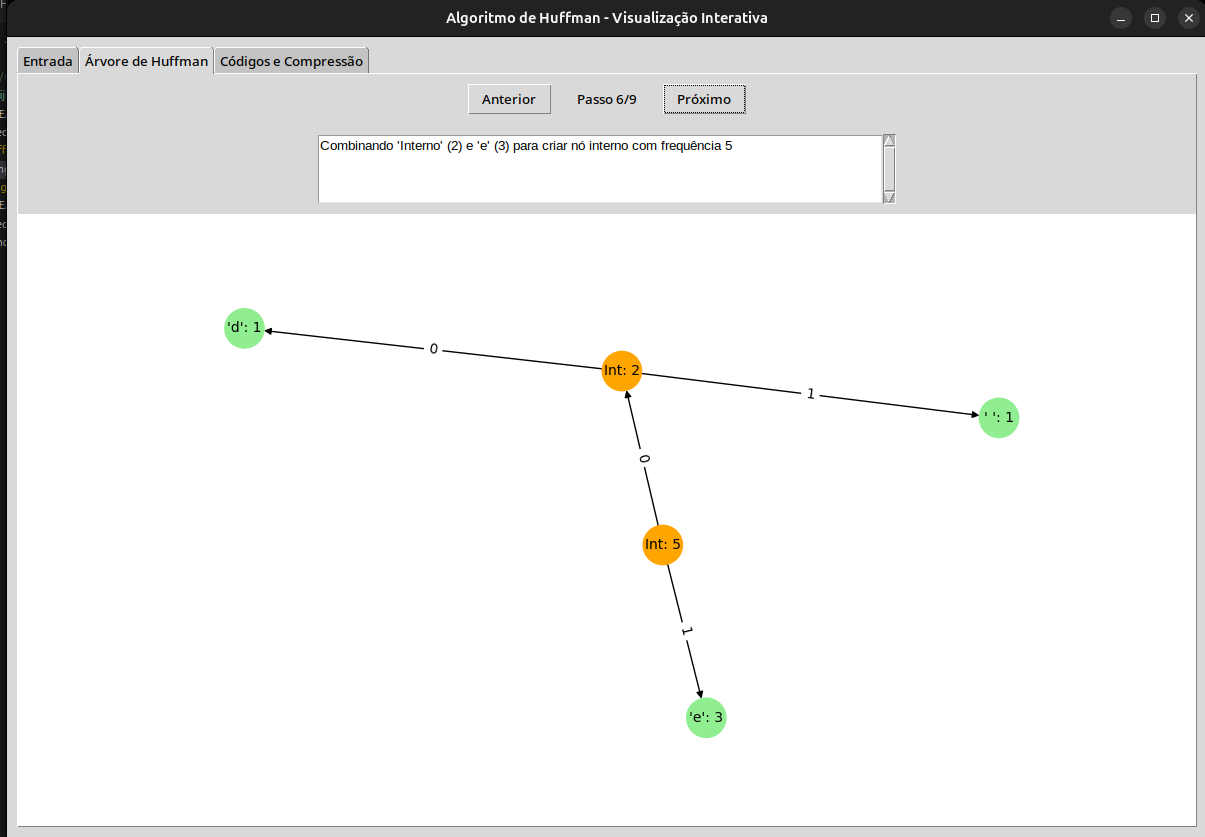 Algoritmo de Huffman - Visualização Interativa
Entrada Árvore de Huffman Códigos e Compressão
Anterior Passo 6/9 Próximo
Combinando 'Interno' (2) e 'e' (3) para criar nó interno com frequência 5
'd': 1
0
Int: 2
1
' ': 1
0
Int: 5
1
'e': 3